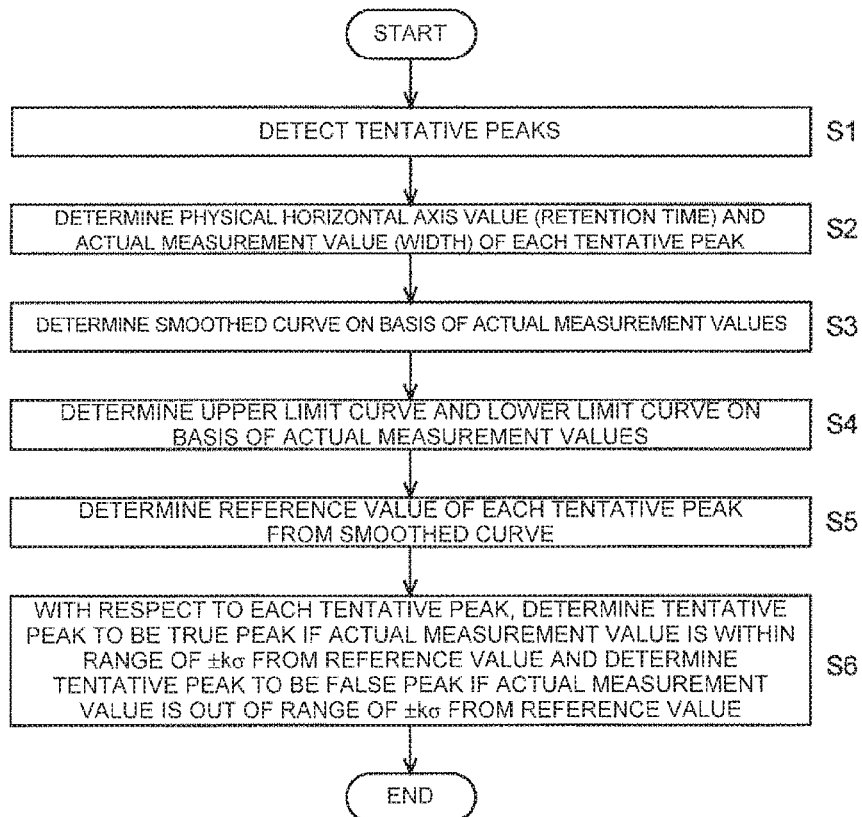 START
DETECT TENTATIVE PEAKS
S1
DETERMINE PHYSICAL HORIZONTAL AXIS VALUE (RETENTION TIME) AND
ACTUAL MEASUREMENT VALUE (WIDTH) OF EACH TENTATIVE PEAK
S2
DETERMINE SMOOTHED CURVE ON BASIS OF ACTUAL MEASUREMENT VALUES
S3
DETERMINE UPPER LIMIT CURVE AND LOWER LIMIT CURVE ON
BASIS OF ACTUAL MEASUREMENT VALUES
S4
DETERMINE REFERENCE VALUE OF EACH TENTATIVE PEAK
FROM SMOOTHED CURVE
S5
WITH RESPECT TO EACH TENTATIVE PEAK, DETERMINE TENTATIVE
PEAK TO BE TRUE PEAK IF ACTUAL MEASUREMENT VALUE IS WITHIN
RANGE OF ±kσ FROM REFERENCE VALUE AND DETERMINE
TENTATIVE PEAK TO BE FALSE PEAK IF ACTUAL MEASUREMENT
VALUE IS OUT OF RANGE OF ±kσ FROM REFERENCE VALUE
S6
END